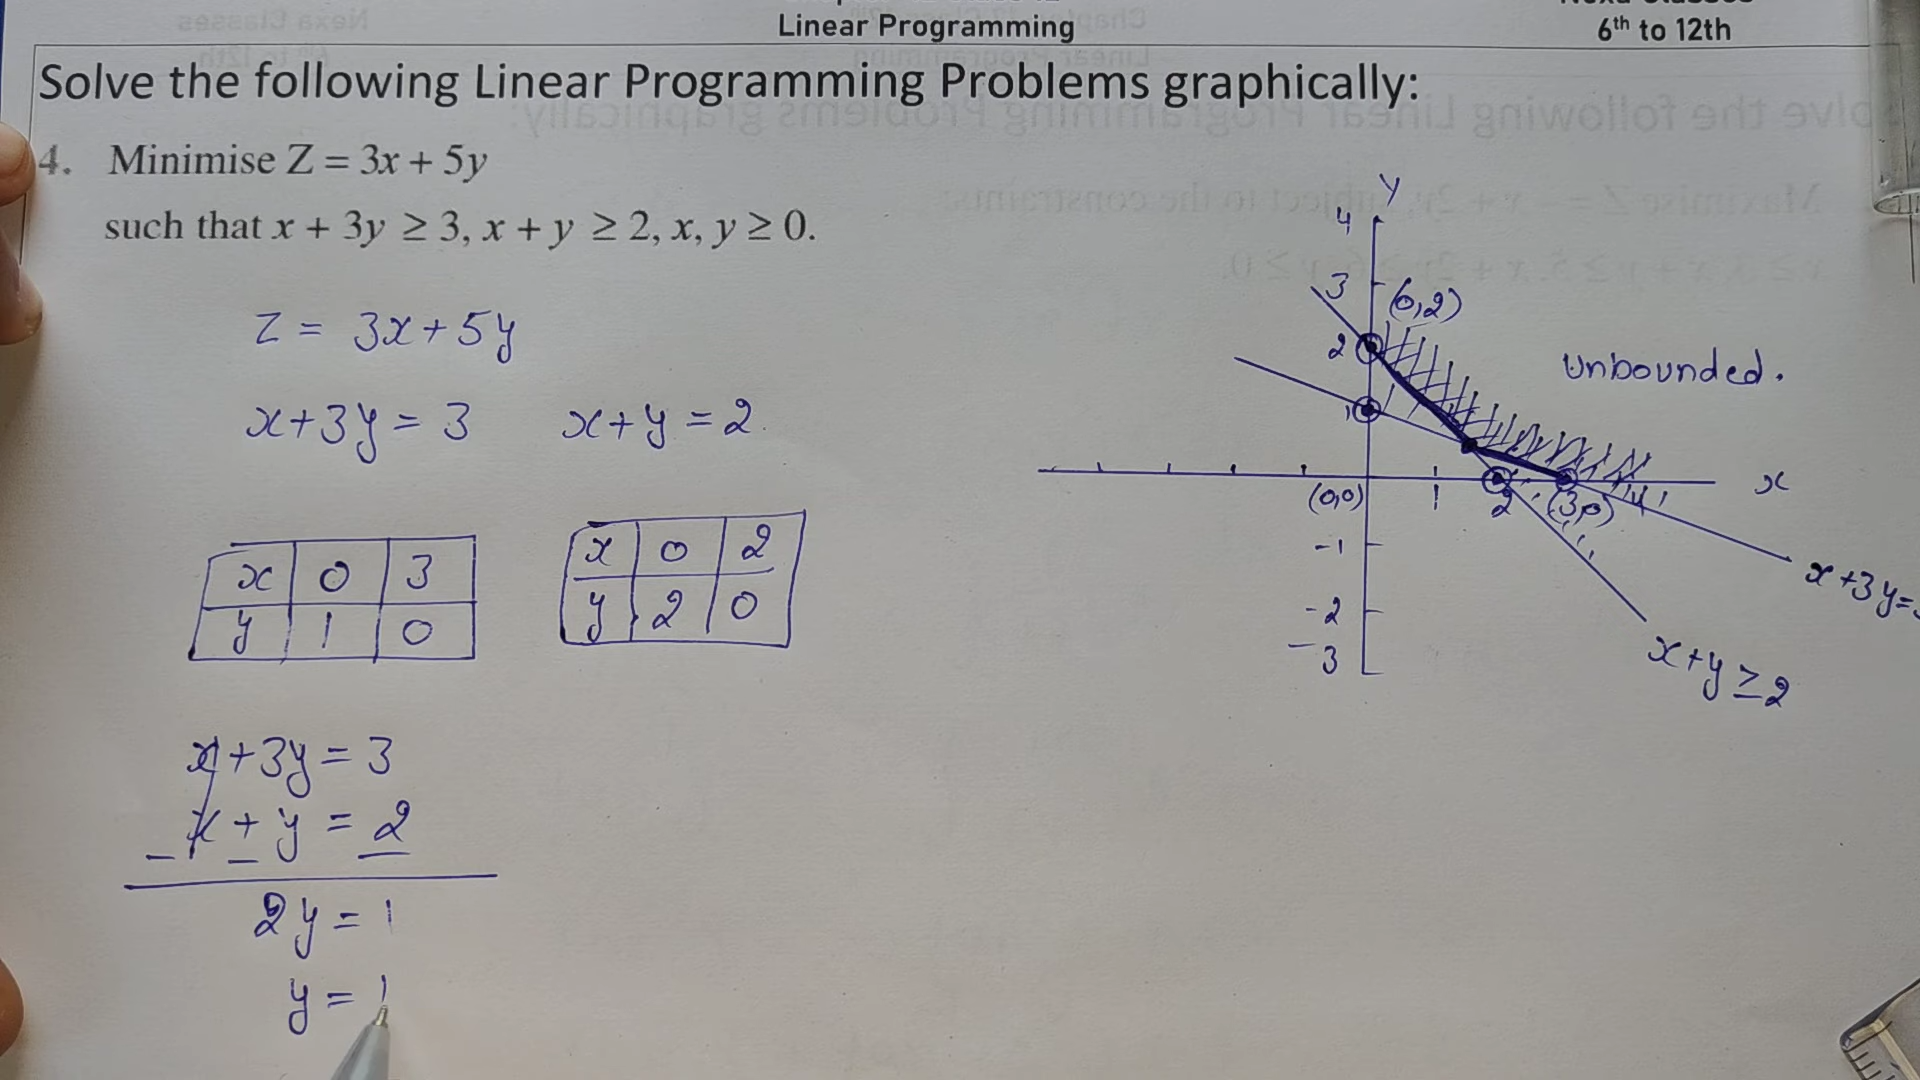 Linear Programming
6th to 12th
Solve the following Linear Programming Problems graphically:
4. Minimise Z = 3x + 5y
such that x + 3y ≥ 3, x + y ≥ 2, x, y ≥ 0.
Z = 3x+5y
x+3y = 3 x+y = 2
x 0 3
y 1 0
x 0 2
y 2 0
x+3y = 3
x + y = 2
- - -
2y = 1
y = 1
y
4
3
(0,2)
2
Unbounded.
1
x
(0,0) 1 2 (3,0) 4
-1
-2
-3
x+3y=
x+y ≥ 2